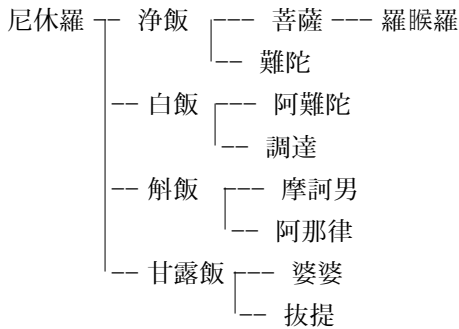 尼休羅 浄飯 菩薩 羅睺羅
難陀
白飯 阿難陀
調達
斛飯 摩訶男
阿那律
甘露飯 婆婆
抜提